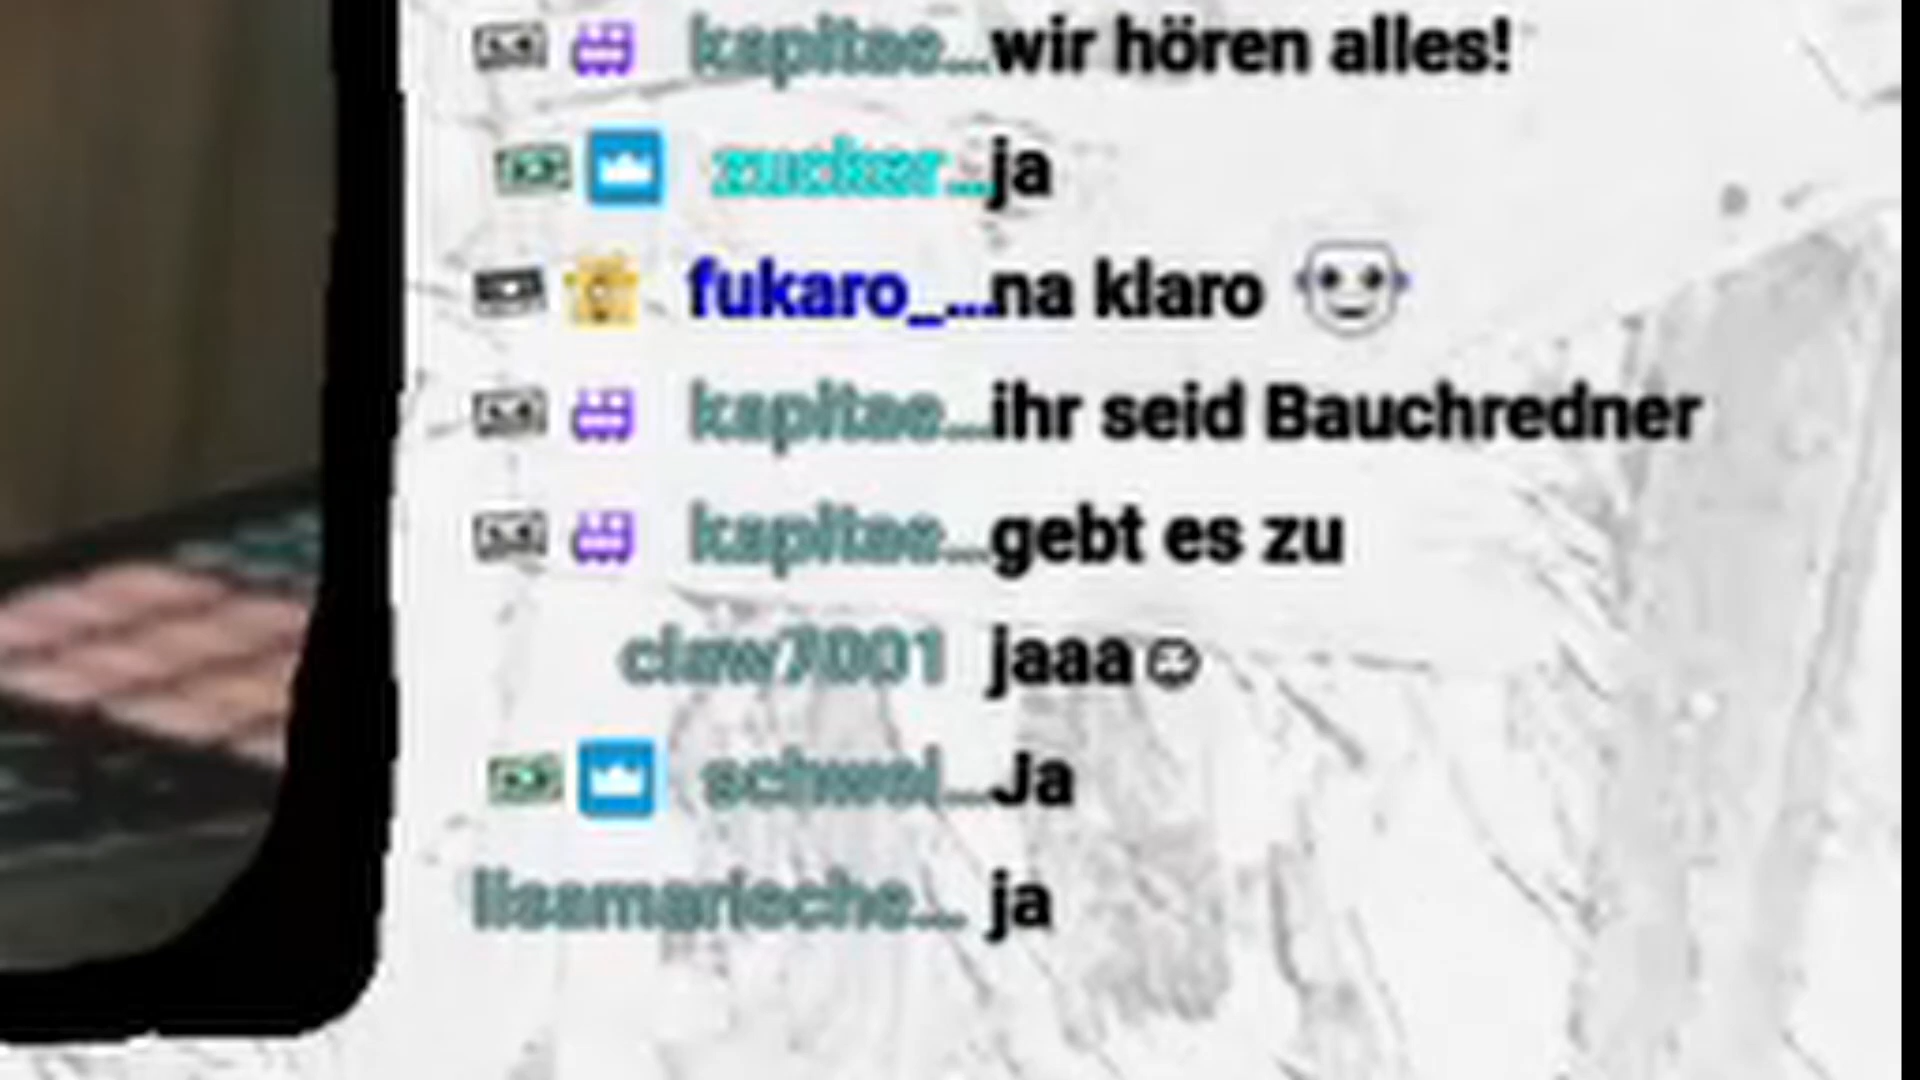 kapitae... wir hören alles!
zucker... ja
fukaro_... na klaro
kapitae... ihr seid Bauchredner
kapitae... gebt es zu
claw7001 jaaa
schwei... Ja
lisamarieche... ja